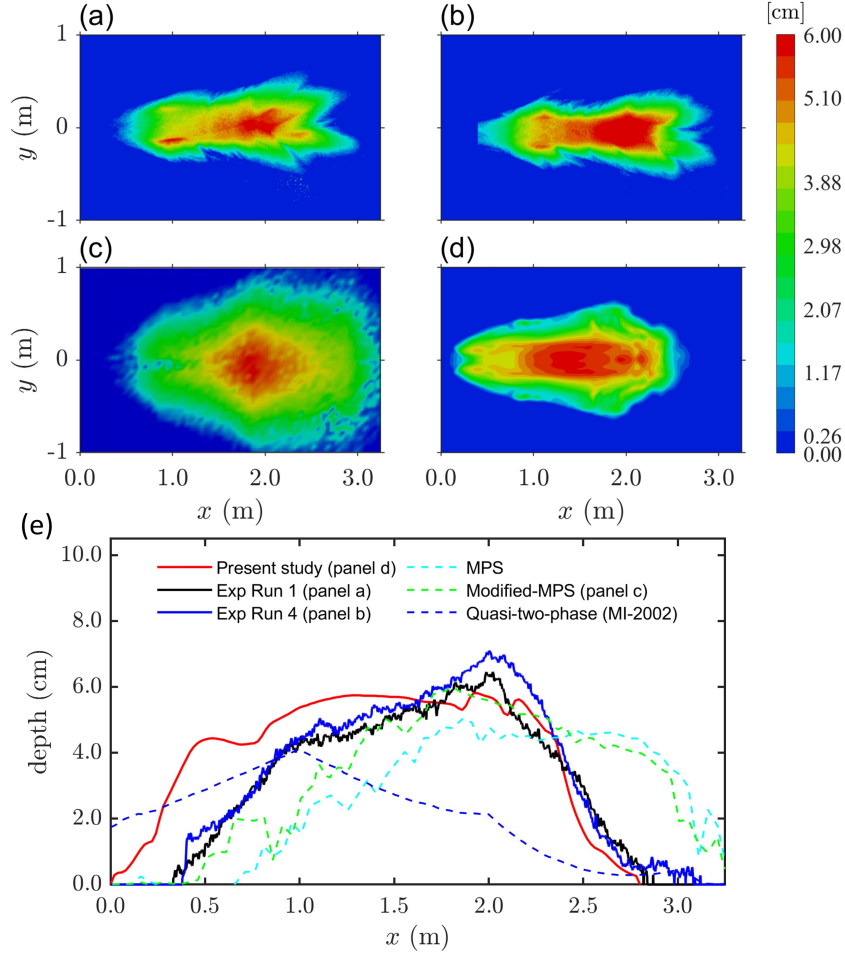 (a)
(b)
[cm]
1
0
-1
y (m)
6.00
5.10
3.88
2.98
2.07
1.17
0.26
0.00
(c)
(d)
1
0
-1
y (m)
0.0
1.0
2.0
3.0
0.0
1.0
2.0
3.0
x (m)
x (m)
(e)
10.0
8.0
6.0
4.0
2.0
0.0
depth (cm)
Present study (panel d)
Exp Run 1 (panel a)
Exp Run 4 (panel b)
MPS
Modified-MPS (panel c)
Quasi-two-phase (MI-2002)
0.0
0.5
1.0
1.5
2.0
2.5
3.0
x (m)